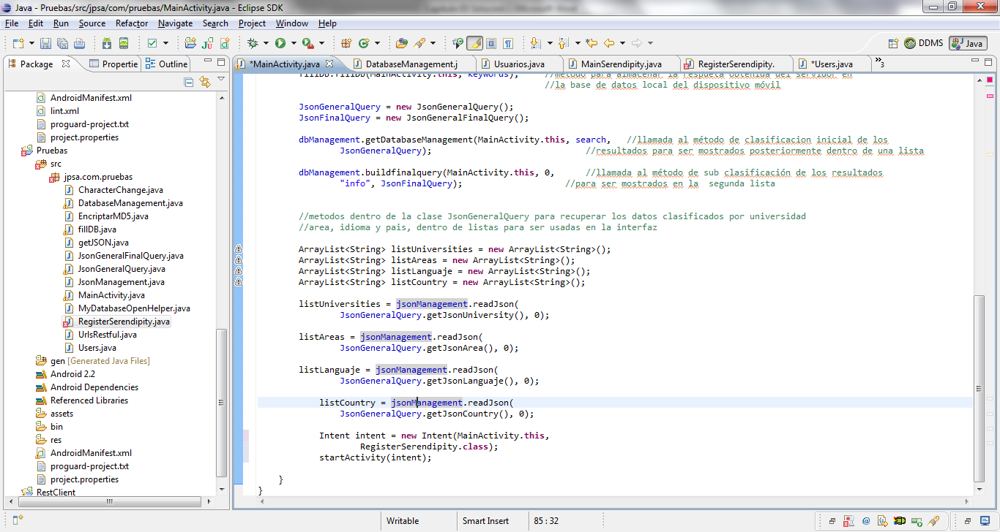 Java - Pruebas/src/jpsa/com/pruebas/MainActivity.java - Eclipse SDK
File Edit Run Source Refactor Navigate Search Project Window Help
DDMS Java
Package Propertie Outline
*MainActivity.java DatabaseManagement.j Usuarios.java MainSerendipity.java RegisterSerendipity. *Users.java »3
AndroidManifest.xml
lint.xml
proguard-project.txt
project.properties
Pruebas
src
jpsa.com.pruebas
CharacterChange.java
DatabaseManagement.java
EncriptarMD5.java
fillDB.java
getJSON.java
JsonGeneralFinalQuery.java
JsonGeneralQuery.java
JsonManagement.java
MainActivity.java
MyDatabaseOpenHelper.java
RegisterSerendipity.java
UrlsRestful.java
Users.java
gen [Generated Java Files]
Android 2.2
Android Dependencies
Referenced Libraries
assets
bin
res
AndroidManifest.xml
proguard-project.txt
project.properties
RestClient
fillDB.fillDB(MainActivity.this, keywords); //metodo para almacenar la respueta obtenida del servidor en
//la base de datos local del dispositivo móvil
JsonGeneralQuery = new JsonGeneralQuery();
JsonFinalQuery = new JsonGeneralFinalQuery();
dbManagement.getDatabaseManagement(MainActivity.this, search, //llamada al método de clasificacion inicial de los
JsonGeneralQuery); //resultados para ser mostrados posteriormente dentro de una lista
dbManagement.buildfinalquery(MainActivity.this, 0, //llamada al método de sub clasificación de los resultados
"info", JsonFinalQuery); //para ser mostrados en la segunda lista
//metodos dentro de la clase JsonGeneralQuery para recuperar los datos clasificados por universidad
//area, idioma y pais, dentro de listas para ser usadas en la interfaz
ArrayList<String> listUniversities = new ArrayList<String>();
ArrayList<String> listAreas = new ArrayList<String>();
ArrayList<String> listLanguaje = new ArrayList<String>();
ArrayList<String> listCountry = new ArrayList<String>();
listUniversities = jsonManagement.readJson(
JsonGeneralQuery.getJsonUniversity(), 0);
listAreas = jsonManagement.readJson(
JsonGeneralQuery.getJsonArea(), 0);
listLanguaje = jsonManagement.readJson(
JsonGeneralQuery.getJsonLanguaje(), 0);
listCountry = jsonManagement.readJson(
JsonGeneralQuery.getJsonCountry(), 0);
Intent intent = new Intent(MainActivity.this,
RegisterSerendipity.class);
startActivity(intent);
}
}
Writable Smart Insert 85 : 32